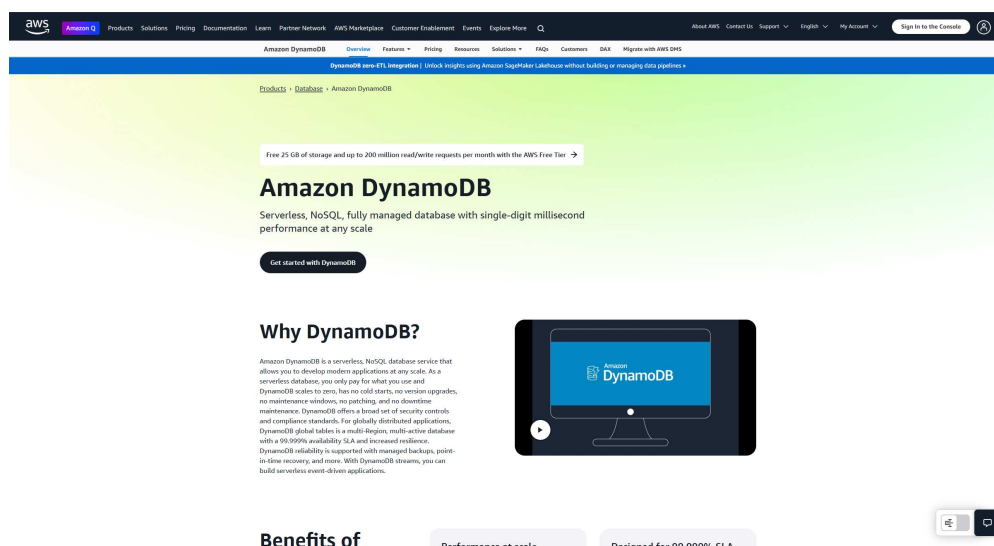 aws
Amazon Q Products Solutions Pricing Documentation Learn Partner Network AWS Marketplace Customer Enablement Events Explore More
About AWS Contact Us Support English My Account Sign In to the Console
Amazon DynamoDB Overview Features Pricing Resources Solutions FAQs Customers DAX Migrate with AWS DMS
DynamoDB zero-ETL integration | Unlock insights using Amazon SageMaker Lakehouse without building or managing data pipelines »
Products › Database › Amazon DynamoDB
Free 25 GB of storage and up to 200 million read/write requests per month with the AWS Free Tier →
Amazon DynamoDB
Serverless, NoSQL, fully managed database with single-digit millisecond
performance at any scale
Get started with DynamoDB
Why DynamoDB?
Amazon DynamoDB is a serverless, NoSQL database service that
allows you to develop modern applications at any scale. As a
serverless database, you only pay for what you use and
DynamoDB scales to zero, has no cold starts, no version upgrades,
no maintenance windows, no patching, and no downtime
maintenance. DynamoDB offers a broad set of security controls
and compliance standards. For globally distributed applications,
DynamoDB global tables is a multi-Region, multi-active database
with a 99.999% availability SLA and increased resilience.
DynamoDB reliability is supported with managed backups, point-
in-time recovery, and more. With DynamoDB streams, you can
build serverless event-driven applications.
Amazon
DynamoDB
Benefits of
Performance at scale
Designed for 99.999% SLA